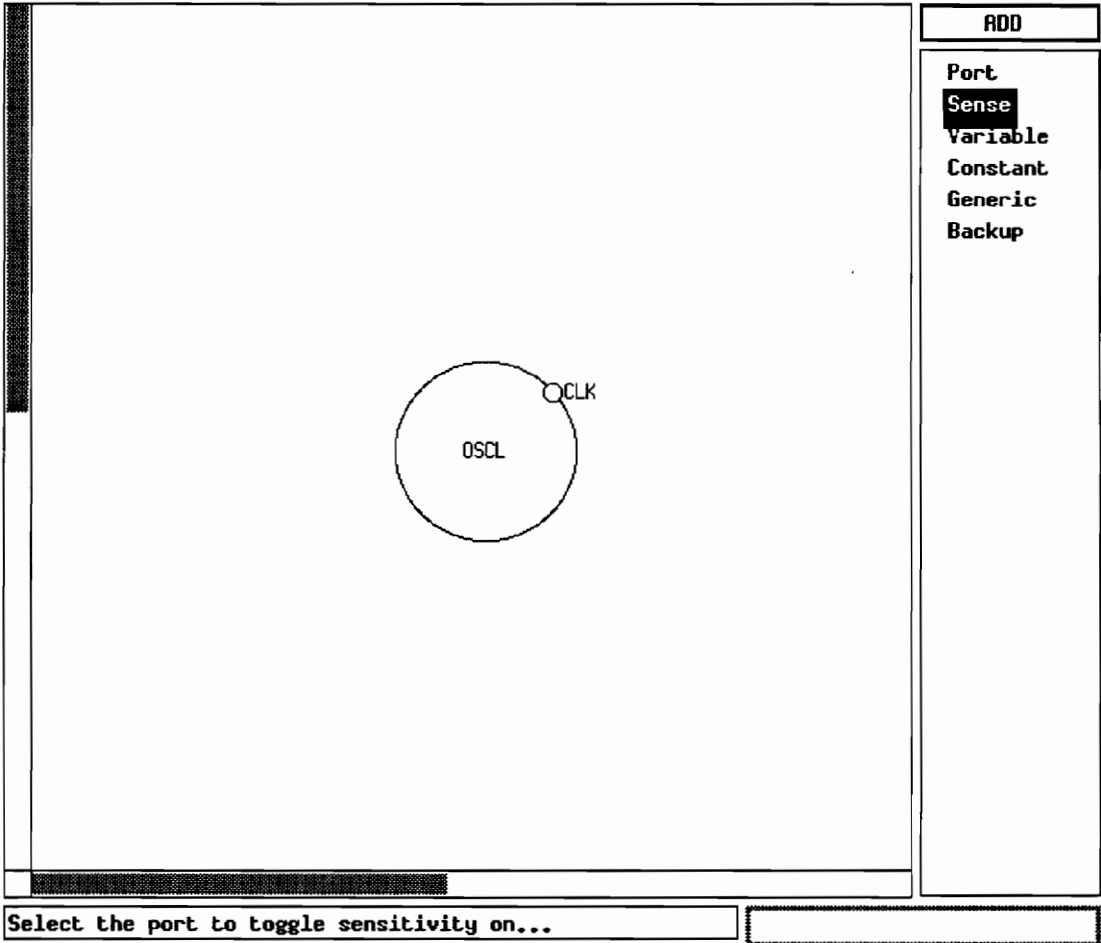 ADD
Port
Sense
Variable
Constant
Generic
Backup
CLK
OSCL
Select the port to toggle sensitivity on...